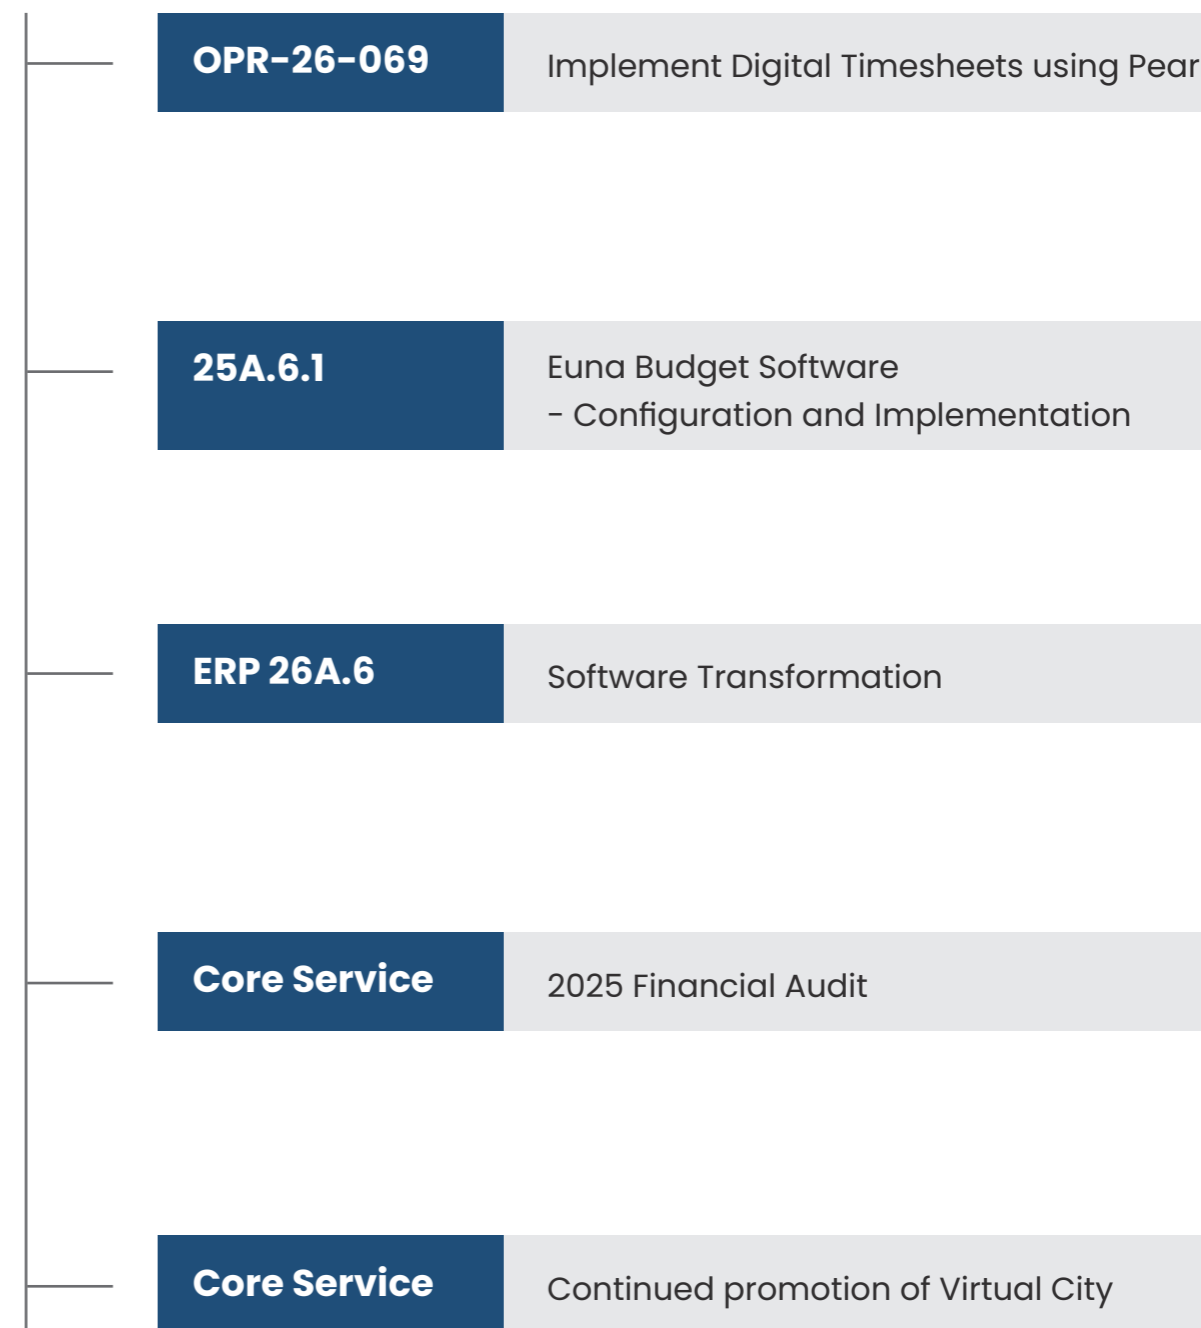 OPR-26-069
Implement Digital Timesheets using Pear
25A.6.1
Euna Budget Software
- Configuration and Implementation
ERP 26A.6
Software Transformation
Core Service
2025 Financial Audit
Core Service
Continued promotion of Virtual City